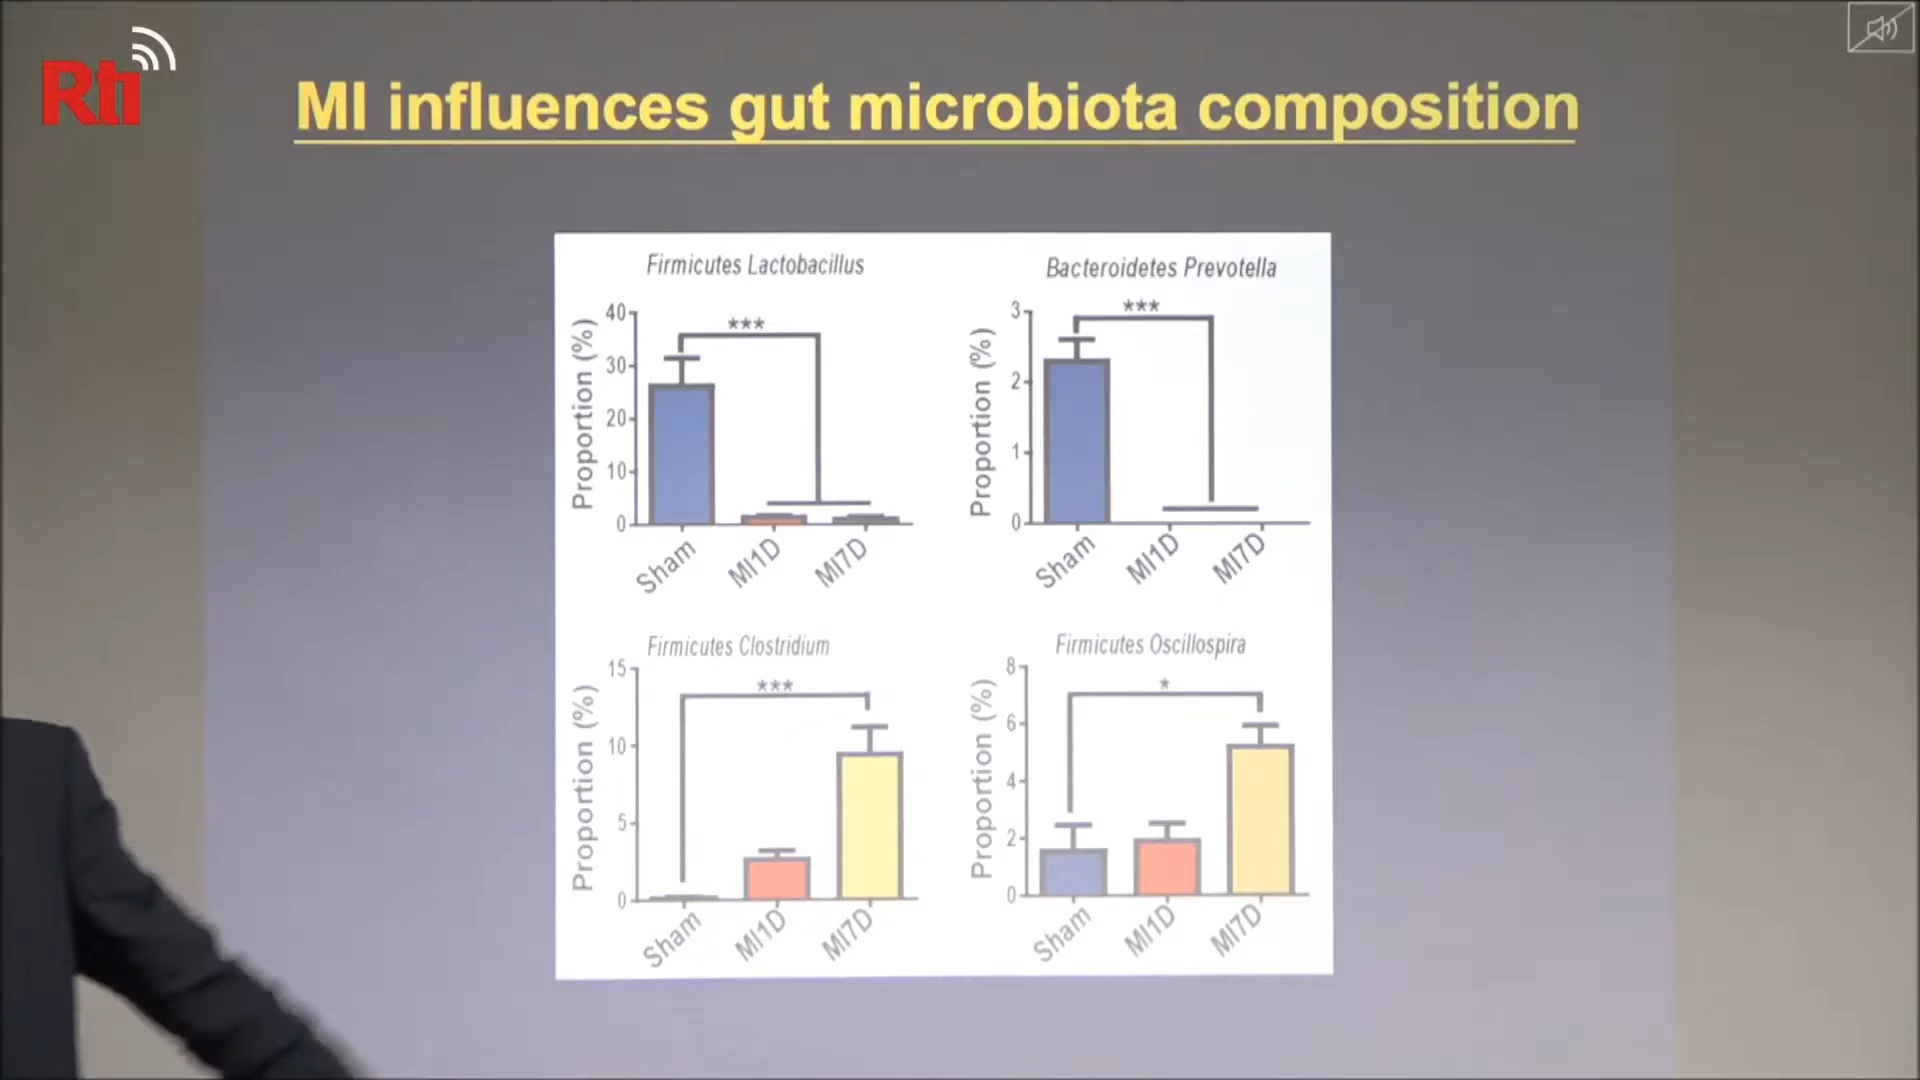 Rti
MI influences gut microbiota composition
Firmicutes Lactobacillus
Proportion (%)
40
30
20
10
0
***
Sham
MI1D
MI7D
Bacteroidetes Prevotella
Proportion (%)
3
2
1
0
***
Sham
MI1D
MI7D
Firmicutes Clostridium
Proportion (%)
15
10
5
0
***
Sham
MI1D
MI7D
Firmicutes Oscillospira
Proportion (%)
8
6
4
2
0
*
Sham
MI1D
MI7D